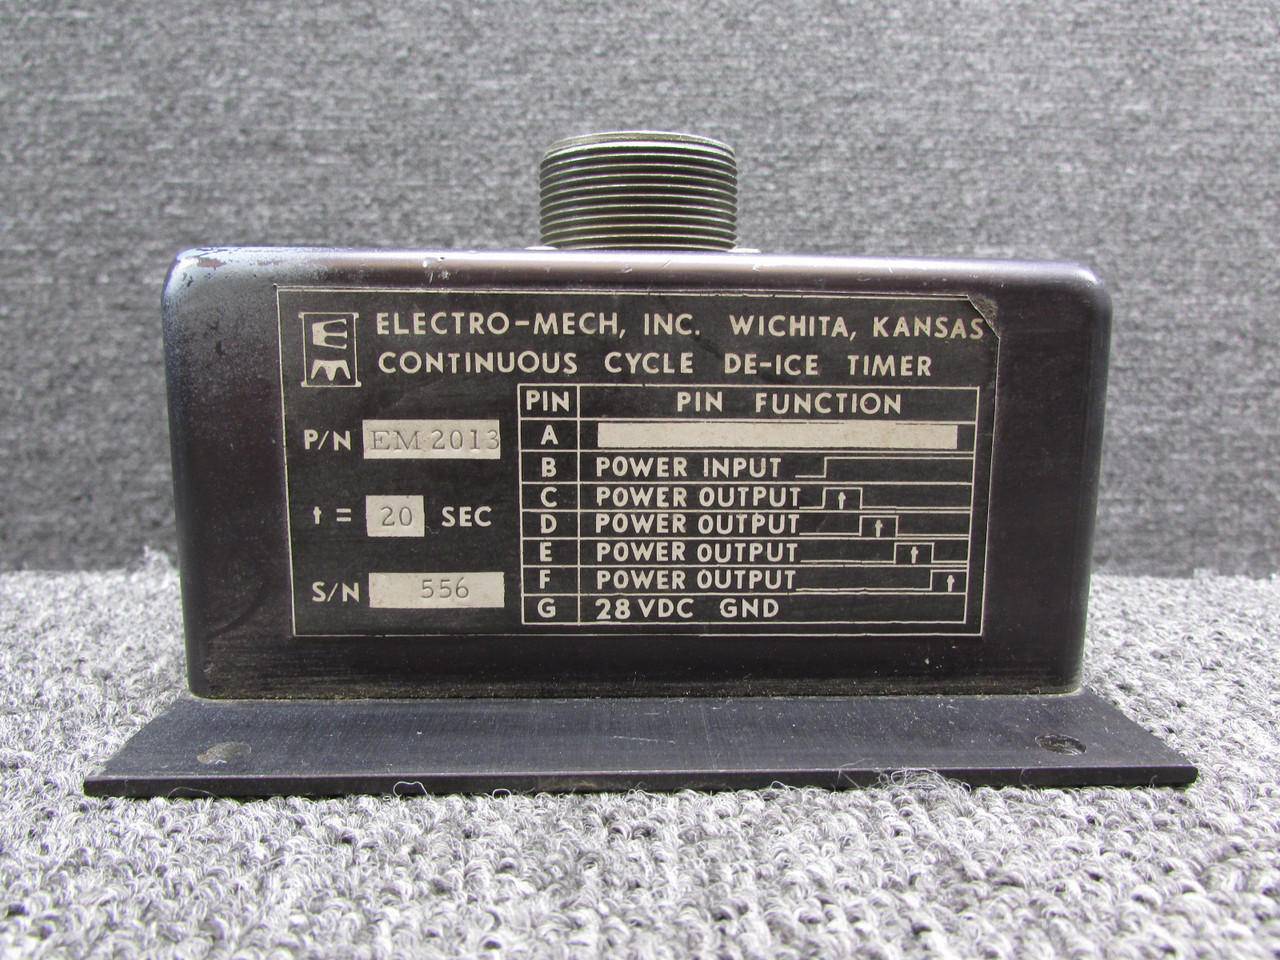 ELECTRO-MECH, INC. WICHITA, KANSAS
CONTINUOUS CYCLE DE-ICE TIMER
EM
P/N EM 2013
t = 20 SEC
S/N 556
PIN PIN FUNCTION
A
B POWER INPUT
C POWER OUTPUT t
D POWER OUTPUT t
E POWER OUTPUT t
F POWER OUTPUT t
G 28 VDC GND